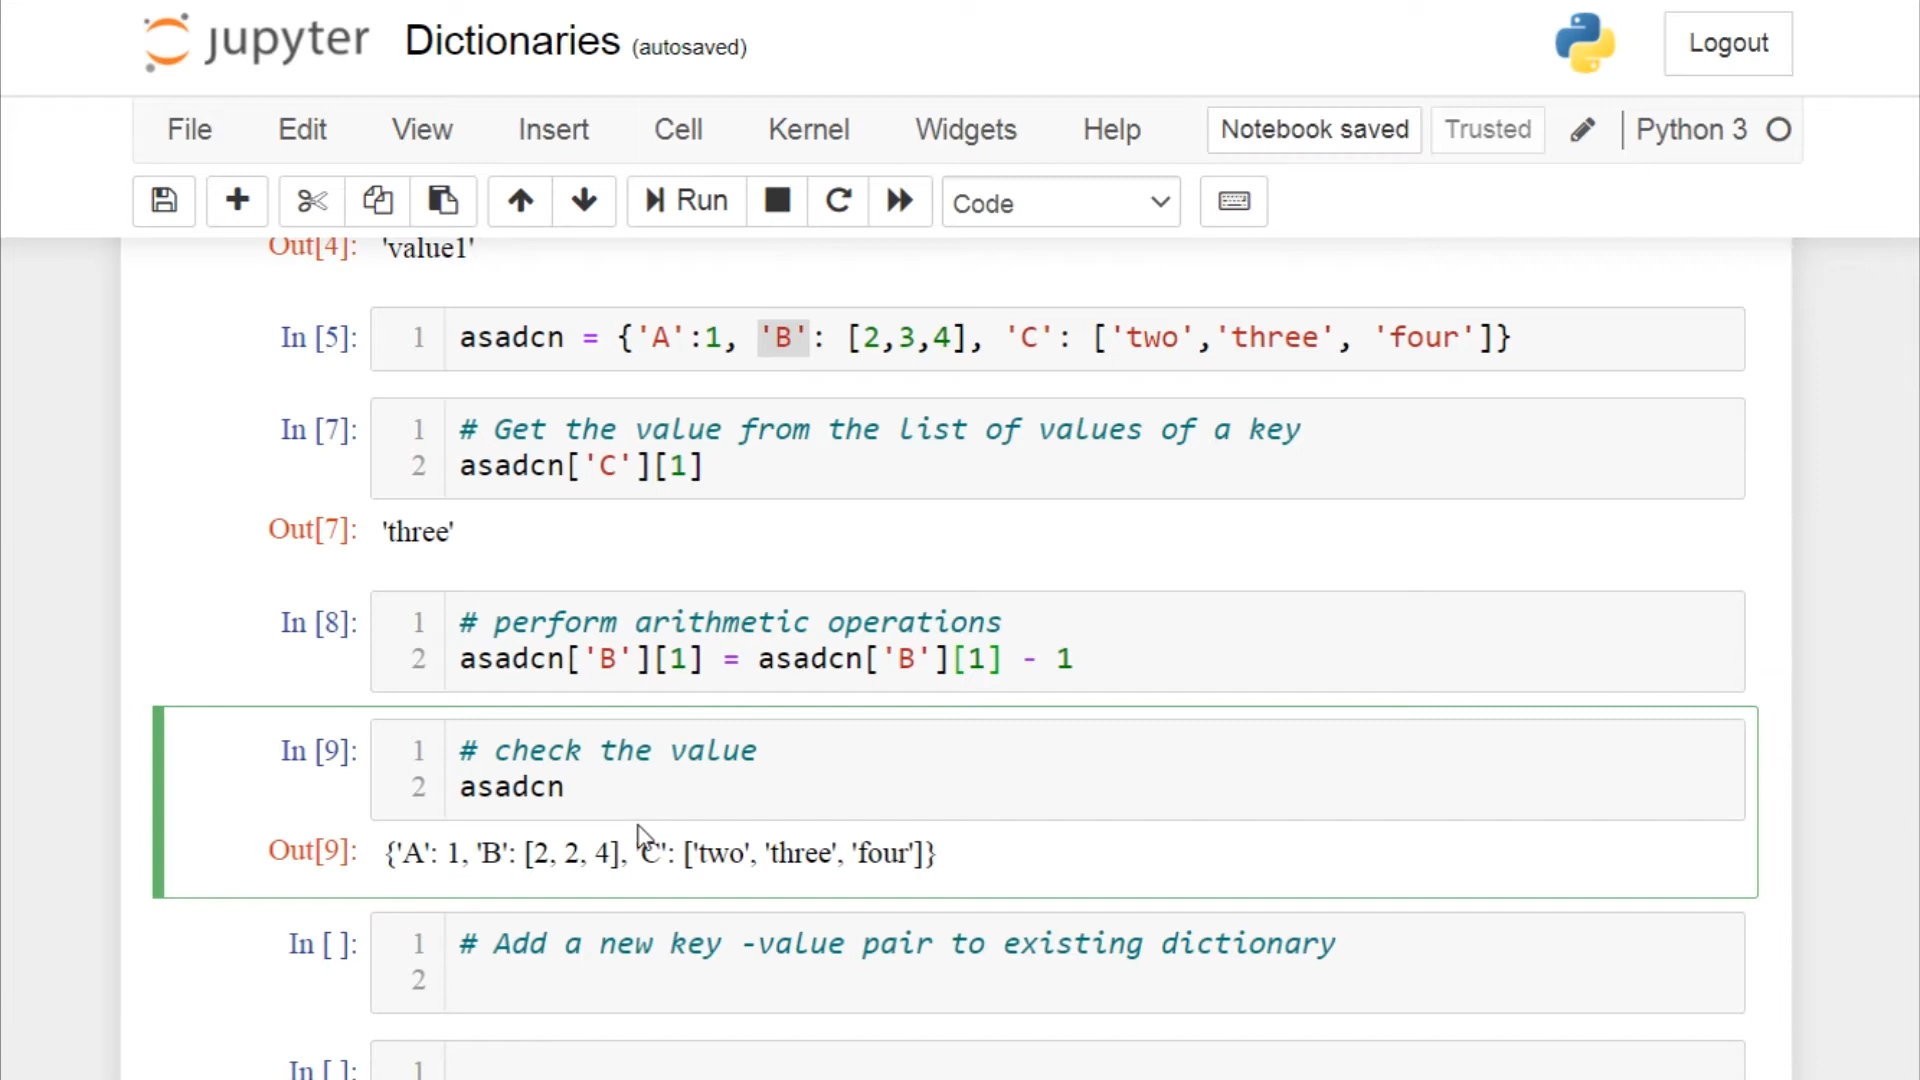 jupyter Dictionaries (autosaved) Logout
File Edit View Insert Cell Kernel Widgets Help Notebook saved Trusted Python 3
Run Code
Out[4]: 'value1'
In [5]: 1 asadcn = {'A':1, 'B': [2,3,4], 'C': ['two','three', 'four']}
In [7]: 1 # Get the value from the list of values of a key
2 asadcn['C'][1]
Out[7]: 'three'
In [8]: 1 # perform arithmetic operations
2 asadcn['B'][1] = asadcn['B'][1] - 1
In [9]: 1 # check the value
2 asadcn
Out[9]: {'A': 1, 'B': [2, 2, 4], 'C': ['two', 'three', 'four']}
In [ ]: 1 # Add a new key -value pair to existing dictionary
2
In [ ]: 1